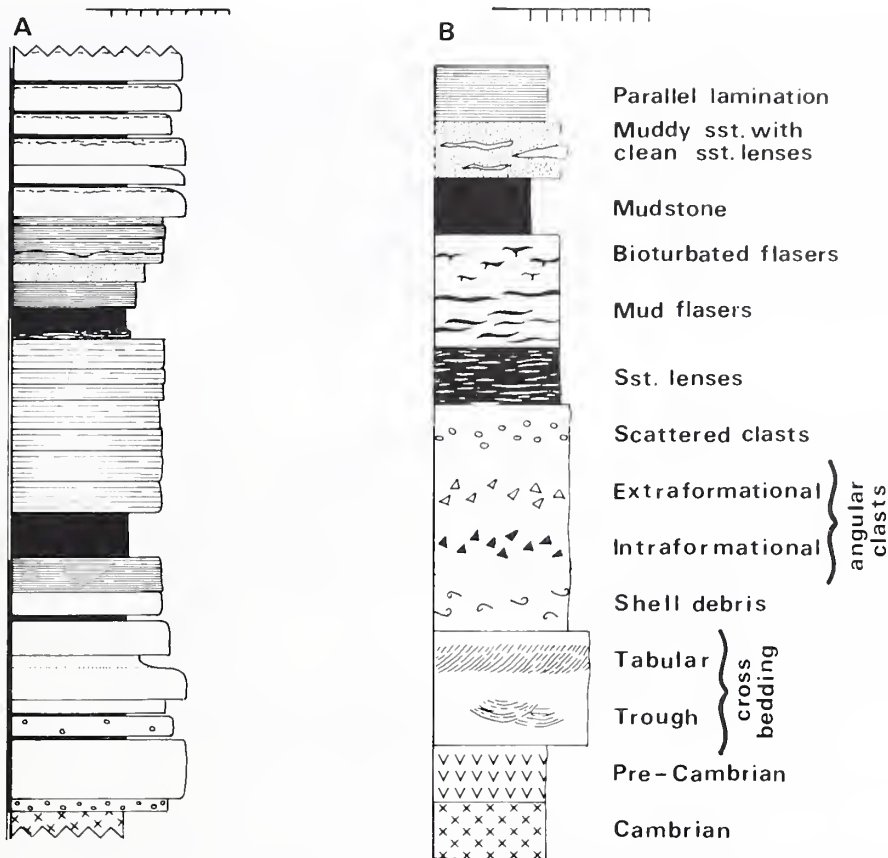 A
B
Parallel lamination
Muddy sst. with
clean sst. lenses
Mudstone
Bioturbated flasers
Mud flasers
Sst. lenses
Scattered clasts
Extraformational
Intraformational
angular
clasts
Shell debris
Tabular
Trough
cross
bedding
Pre-Cambrian
Cambrian